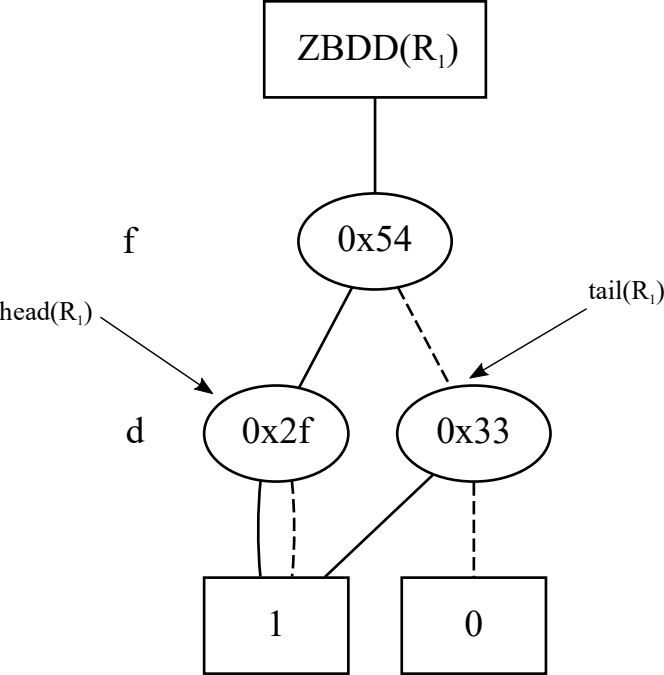 ZBDD(R₁)
f
0x54
head(R₁)
tail(R₁)
d
0x2f
0x33
1
0